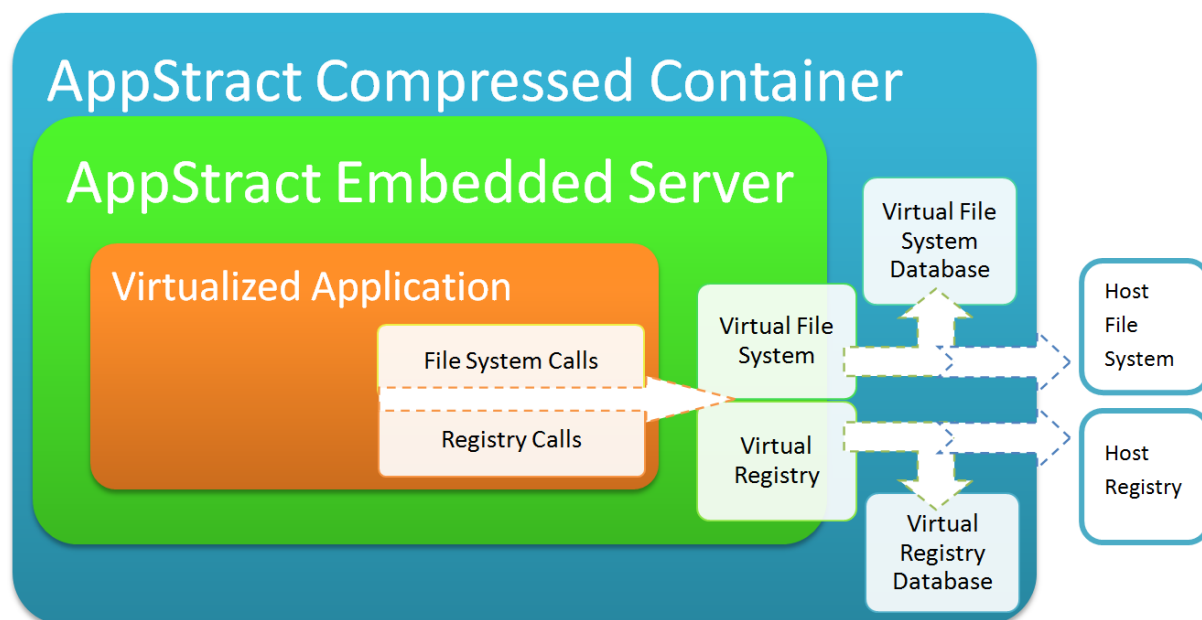 AppStract Compressed Container
AppStract Embedded Server
Virtualized Application
File System Calls
Registry Calls
Virtual File
System
Virtual
Registry
Virtual File
System
Database
Virtual
Registry
Database
Host
File
System
Host
Registry